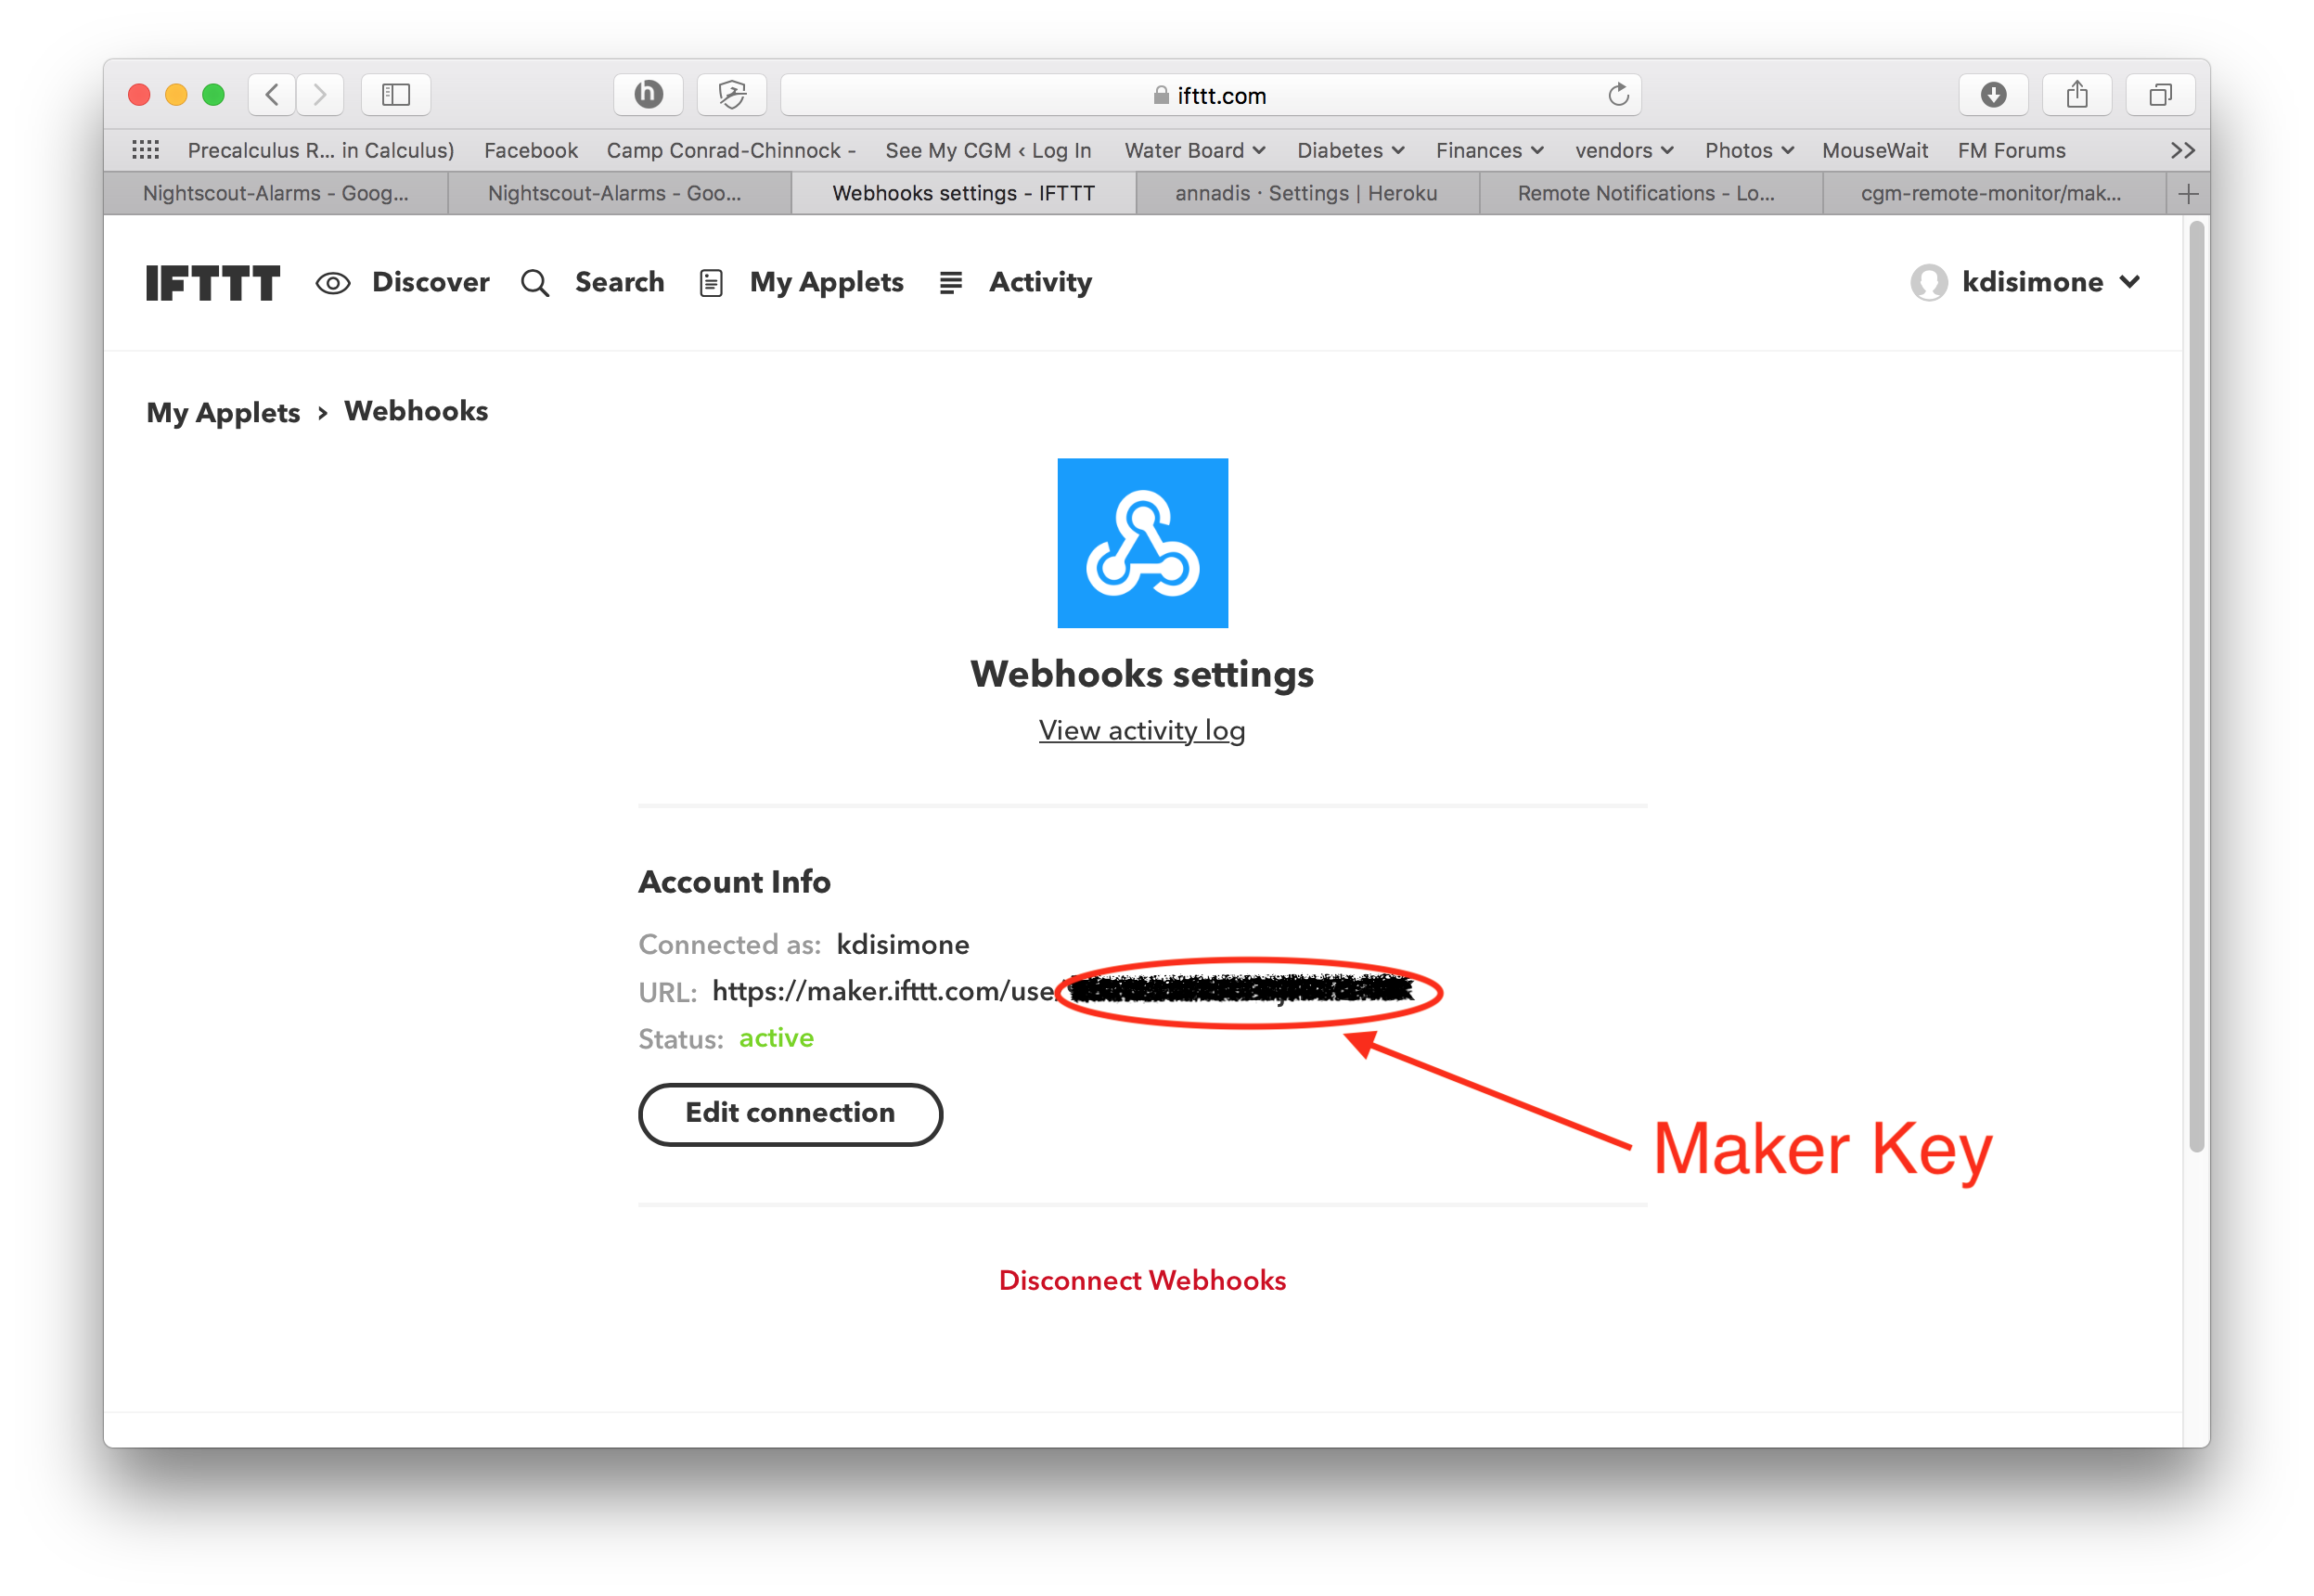 ifttt.com
Precalculus R... in Calculus) Facebook Camp Conrad-Chinnock - See My CGM ‹ Log In Water Board Diabetes Finances vendors Photos MouseWait FM Forums
Nightscout-Alarms - Goog... Nightscout-Alarms - Goo... Webhooks settings - IFTTT annadis · Settings | Heroku Remote Notifications - Lo... cgm-remote-monitor/mak...
IFTTT Discover Search My Applets Activity kdisimone
My Applets › Webhooks
Webhooks settings
View activity log
Account Info
Connected as: kdisimone
URL: https://maker.ifttt.com/use/
Status: active
Edit connection
Maker Key
Disconnect Webhooks